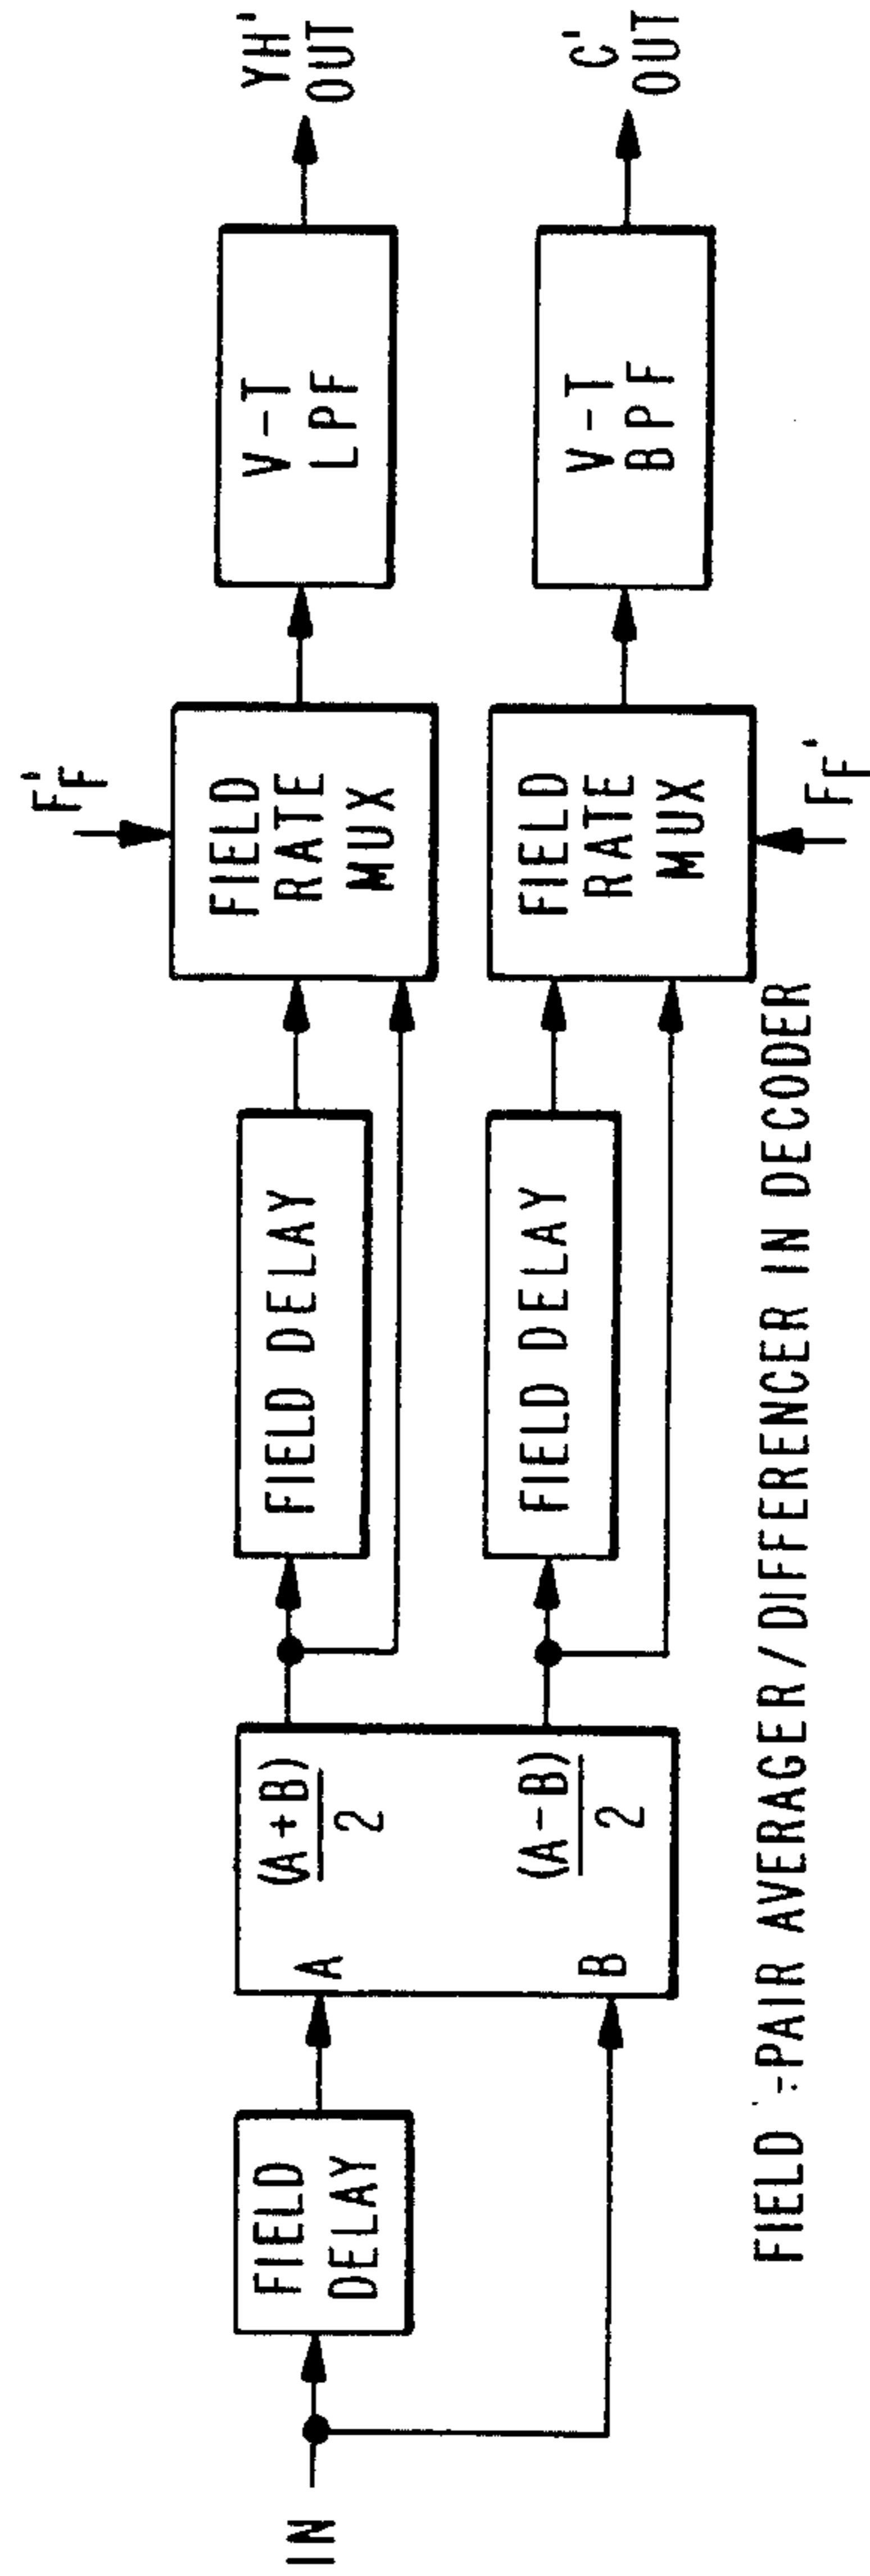 IN
FIELD
DELAY
A
B
(A+B)
2
(A-B)
2
FIELD DELAY
FIELD DELAY
F'F
FIELD
RATE
MUX
FIELD
RATE
MUX
FF'
V-T
LPF
V-T
BPF
YH'
OUT
C'
OUT
FIELD -PAIR AVERAGER/DIFFERENCER IN DECODER